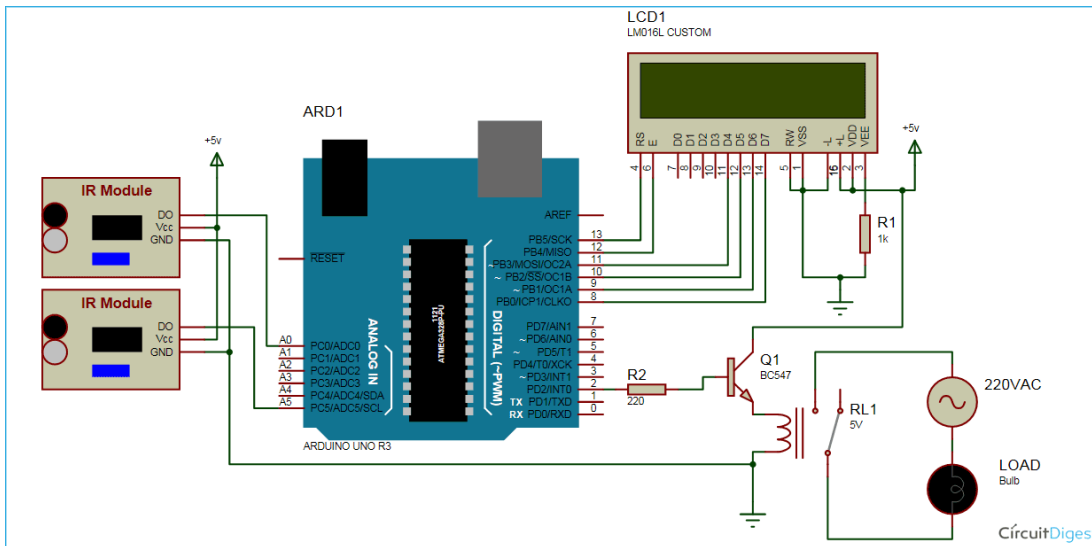 LCD1
LM016L CUSTOM
RS
E
D0
D1
D2
D3
D4
D5
D6
D7
RW
VSS
-L
+L
VDD
VEE
4
6
7
8
9
10
11
12
13
14
5
1
16
15
2
3
+5v
R1
1k
ARD1
+5v
IR Module
DO
Vcc
GND
IR Module
DO
Vcc
GND
RESET
AREF
PB5/SCK 13
PB4/MISO 12
~PB3/MOSI/OC2A 11
~ PB2/SS/OC1B 10
~ PB1/OC1A 9
PB0/ICP1/CLKO 8
PD7/AIN1 7
~ PD6/AIN0 6
~ PD5/T1 5
PD4/T0/XCK 4
~ PD3/INT1 3
PD2/INT0 2
TX PD1/TXD 1
RX PD0/RXD 0
A0 PC0/ADC0
A1 PC1/ADC1
A2 PC2/ADC2
A3 PC3/ADC3
A4 PC4/ADC4/SDA
A5 PC5/ADC5/SCL
ANALOG IN
1121
ATMEGA328P-PU
DIGITAL (~PWM)
ARDUINO UNO R3
R2
220
Q1
BC547
RL1
5V
220VAC
LOAD
Bulb
CírcuitDiges